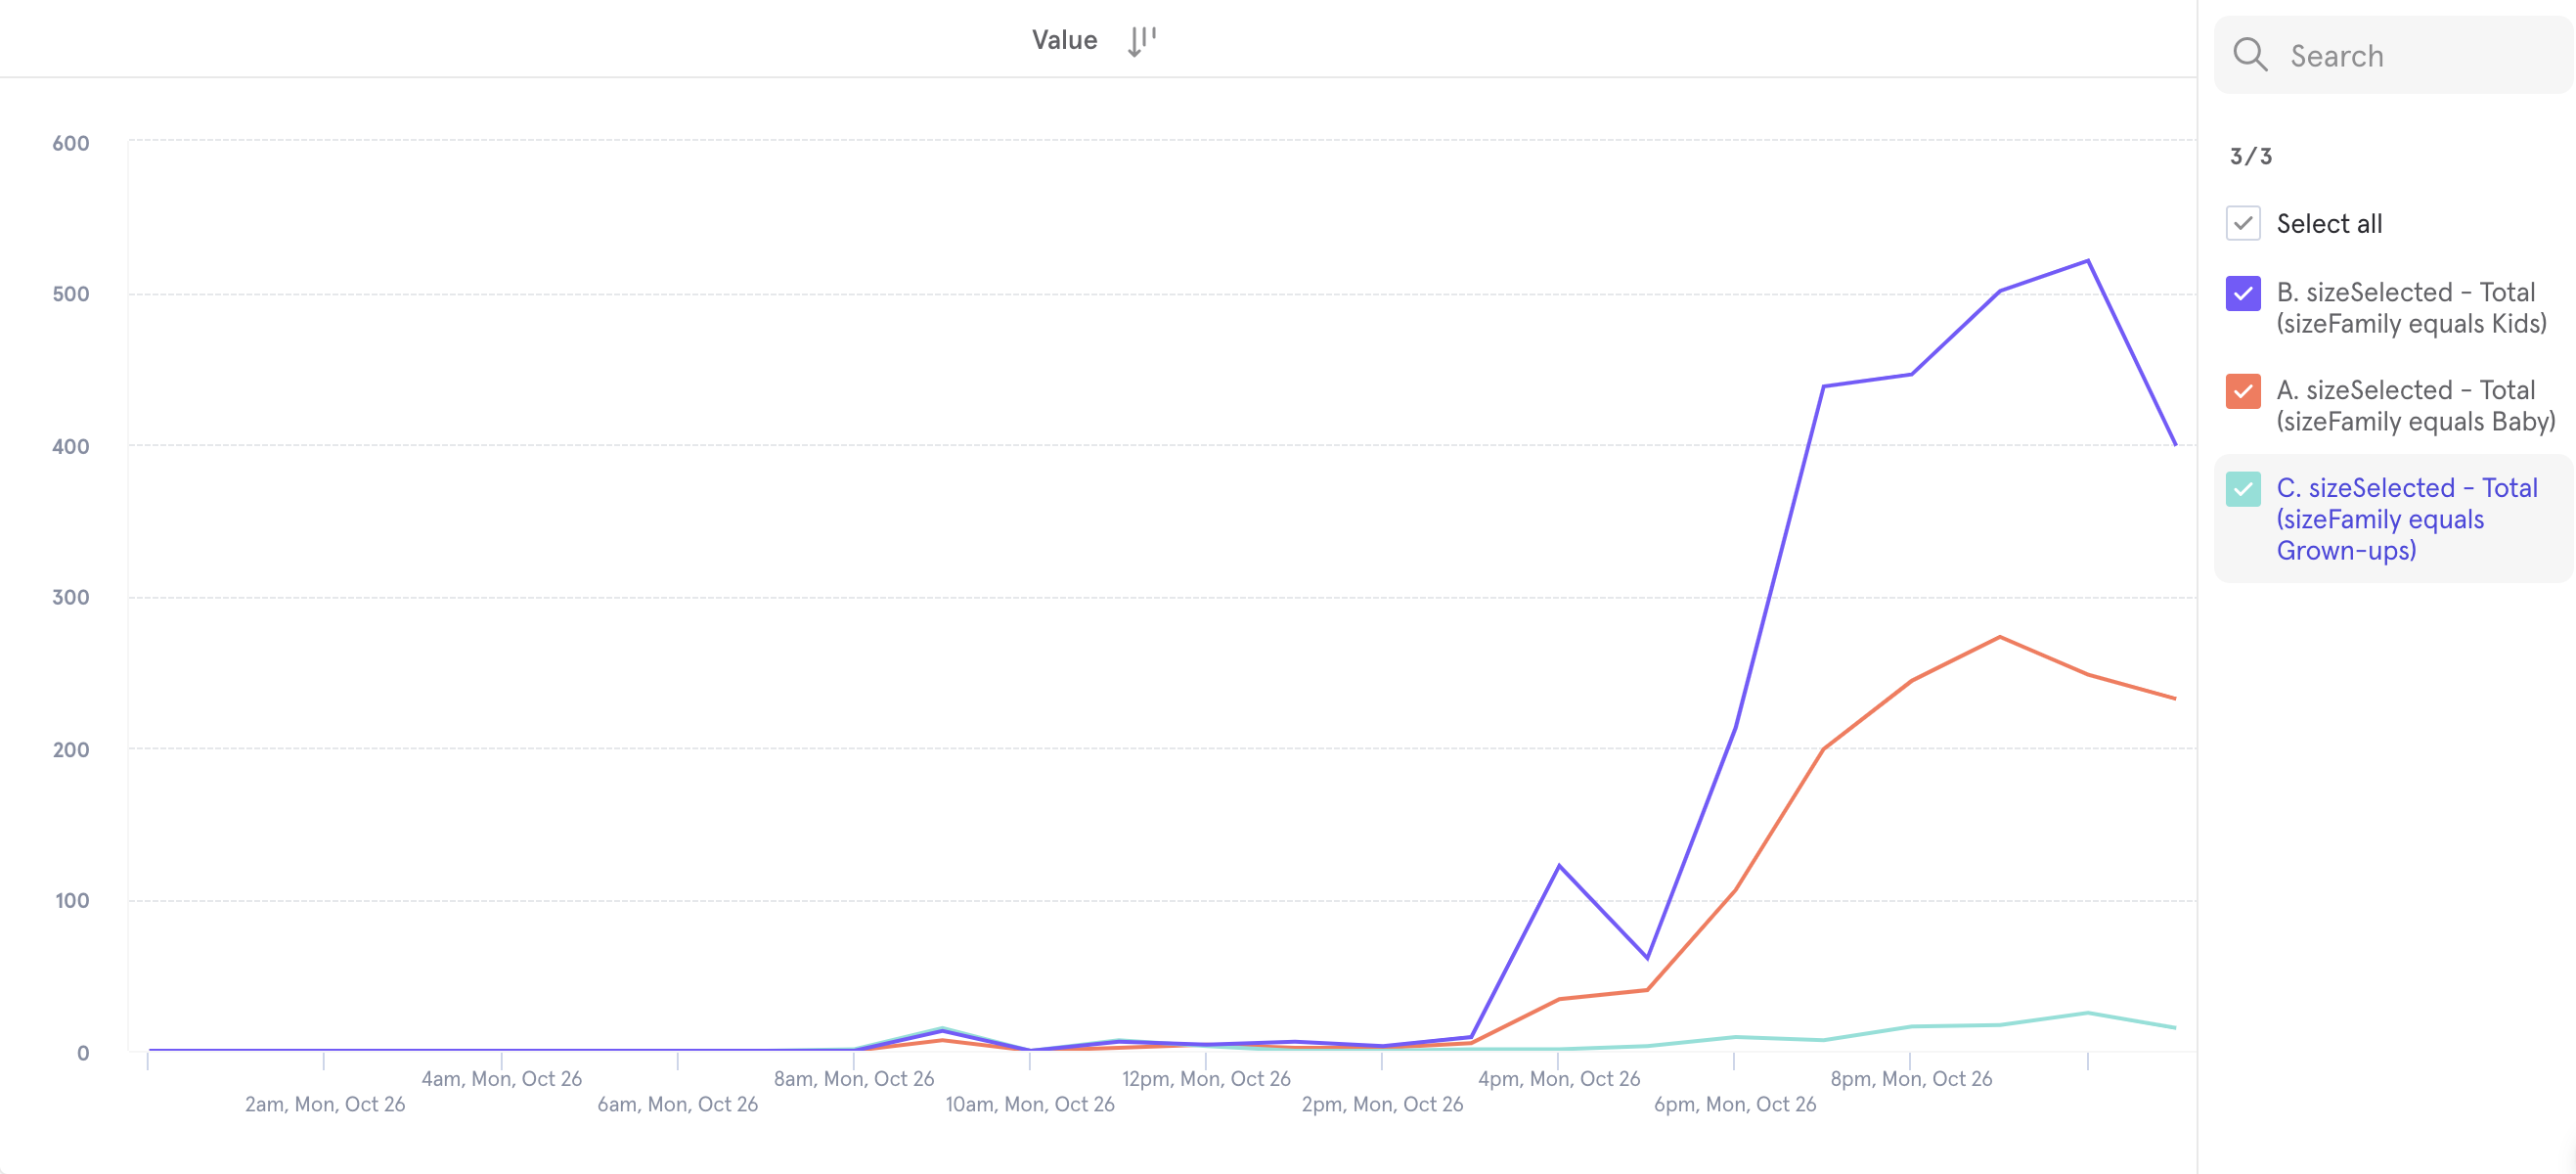 Value
Search
3/3
Select all
B. sizeSelected - Total
(sizeFamily equals Kids)
A. sizeSelected - Total
(sizeFamily equals Baby)
C. sizeSelected - Total
(sizeFamily equals
Grown-ups)
600
500
400
300
200
100
0
2am, Mon, Oct 26
4am, Mon, Oct 26
6am, Mon, Oct 26
8am, Mon, Oct 26
10am, Mon, Oct 26
12pm, Mon, Oct 26
2pm, Mon, Oct 26
4pm, Mon, Oct 26
6pm, Mon, Oct 26
8pm, Mon, Oct 26